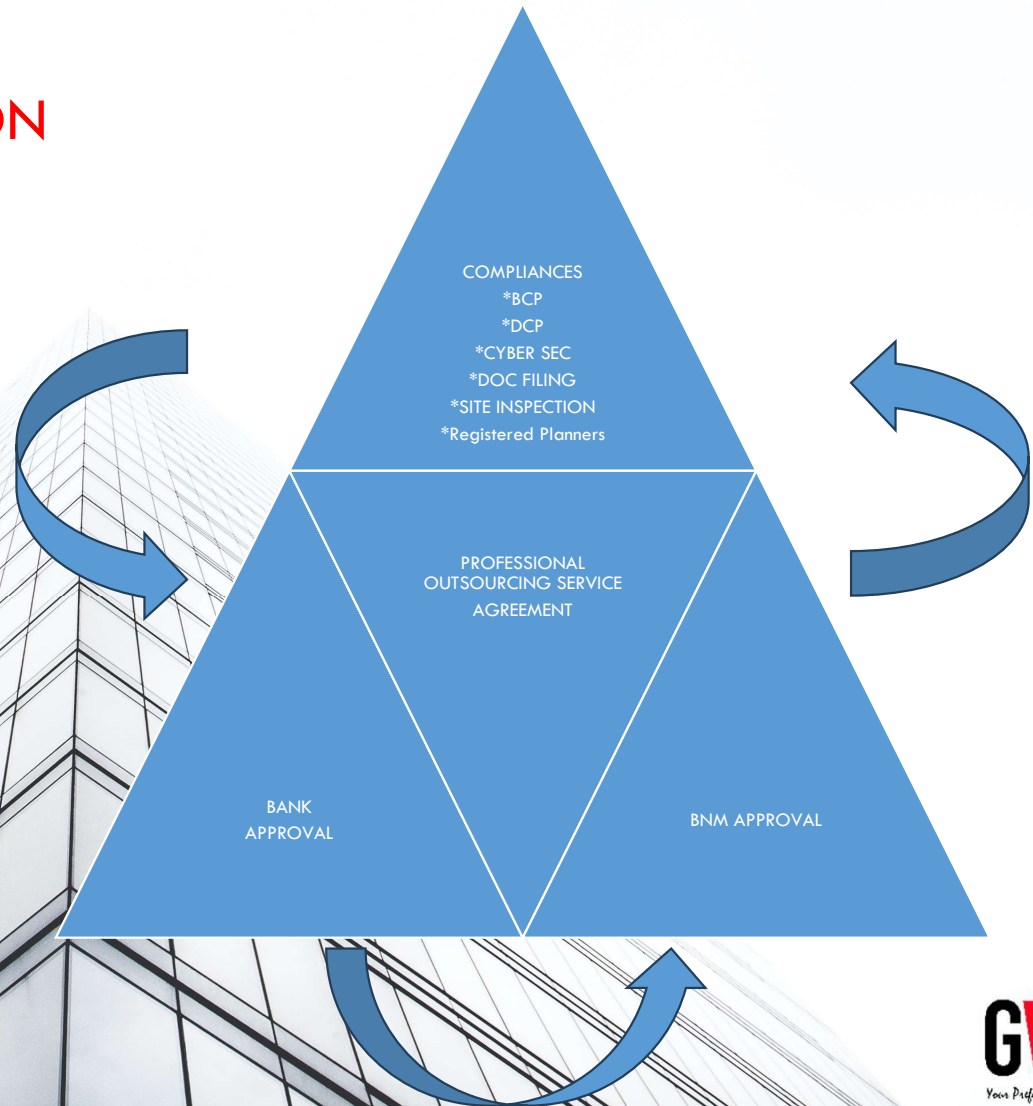 ON
COMPLIANCES
*BCP
*DCP
*CYBER SEC
*DOC FILING
*SITE INSPECTION
*Registered Planners
PROFESSIONAL
OUTSOURCING SERVICE
AGREEMENT
BANK
APPROVAL
BNM APPROVAL
G
Your